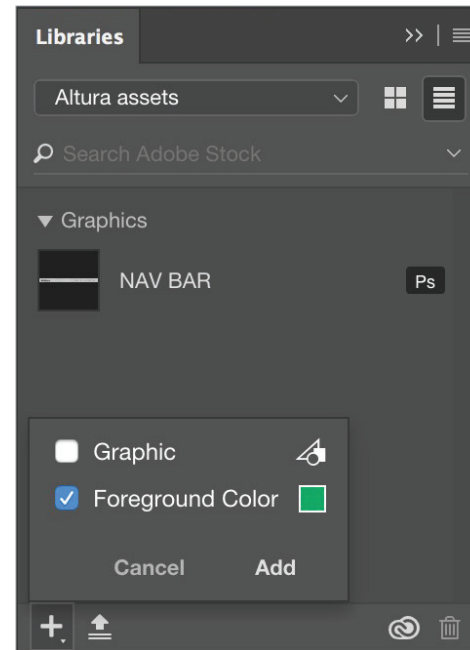 Libraries
Altura assets
Search Adobe Stock
Graphics
NAV BAR
Ps
Graphic
Foreground Color
Cancel Add